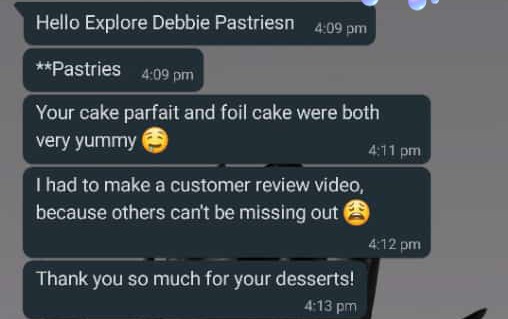 Hello Explore Debbie Pastriesn 4:09 pm
**Pastries 4:09 pm
Your cake parfait and foil cake were both
very yummy 🤤
4:11 pm
I had to make a customer review video,
because others can't be missing out 😩
4:12 pm
Thank you so much for your desserts!
4:13 pm